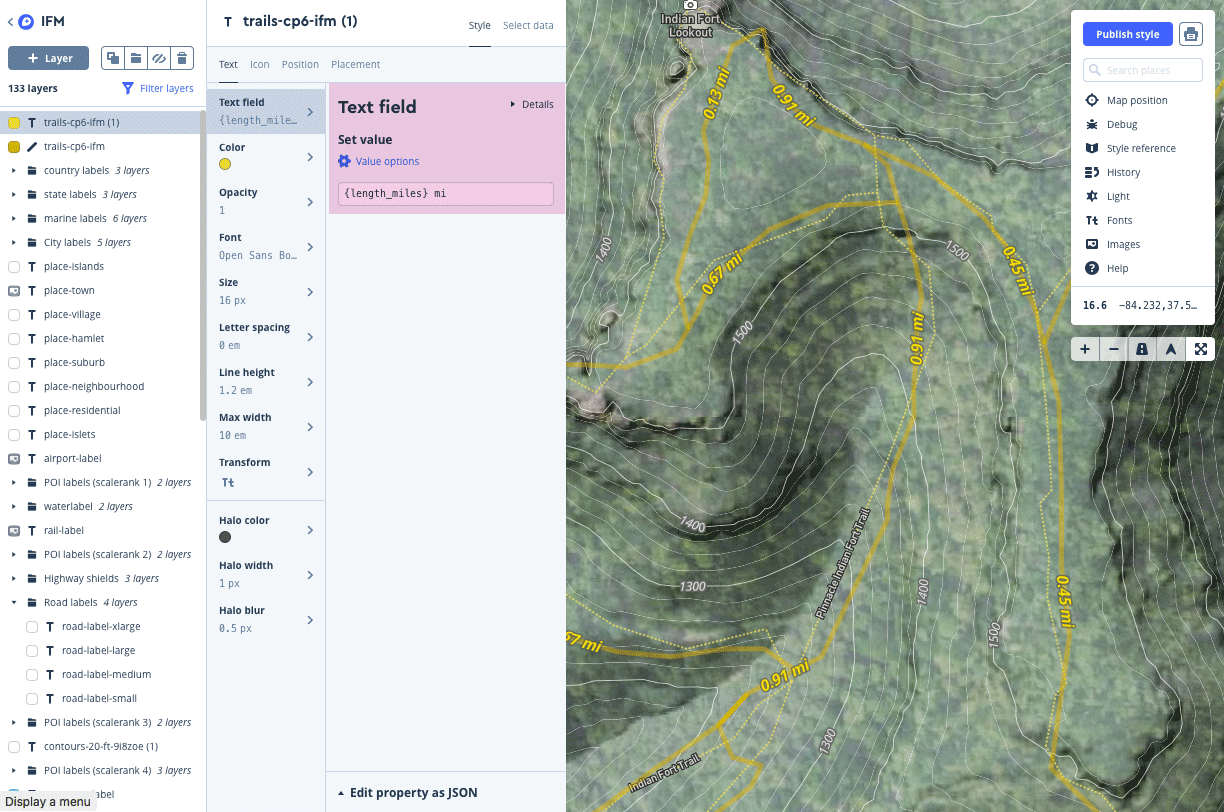 IFM
Layer
133 layers
Filter layers
trails-cp6-ifm (1)
trails-cp6-ifm
country labels 3 layers
state labels 3 layers
marine labels 6 layers
City labels 5 layers
place-islands
place-town
place-village
place-hamlet
place-suburb
place-neighbourhood
place-residential
place-islets
airport-label
POI labels (scalerank 1) 2 layers
waterlabel 2 layers
rail-label
POI labels (scalerank 2) 2 layers
Highway shields 3 layers
Road labels 4 layers
road-label-xlarge
road-label-large
road-label-medium
road-label-small
POI labels (scalerank 3) 2 layers
contours-20-ft-9i8zoe (1)
POI labels (scalerank 4) 3 layers
Display a menu
trails-cp6-ifm (1)
Style
Select data
Text
Icon
Position
Placement
Text field
{length_mile…
Color
Opacity
1
Font
Open Sans Bo…
Size
16 px
Letter spacing
0 em
Line height
1.2 em
Max width
10 em
Transform
Tt
Halo color
Halo width
1 px
Halo blur
0.5 px
Text field
Details
Set value
Value options
{length_miles} mi
Edit property as JSON
Indian Fort
Lookout
0.13 mi
0.91 mi
1400
0.67 mi
1500
0.45 mi
1500
0.91 mi
1400
Pinnacle Indian Fort Trail
1300
1400
0.45 mi
1500
67 mi
0.91 mi
1300
Indian Fort Trail
Publish style
Search places
Map position
Debug
Style reference
History
Light
Fonts
Images
Help
16.6 −84.232,37.5…